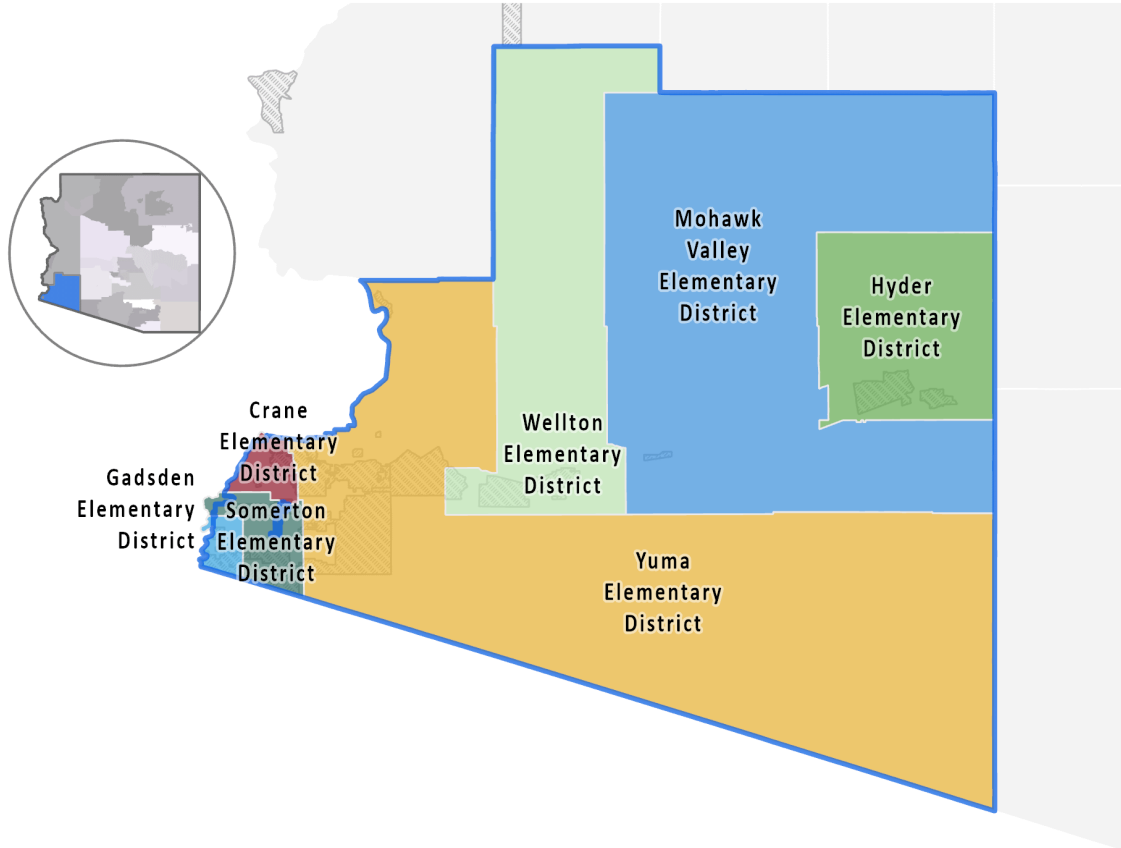 Mohawk
Valley
Elementary
District
Hyder
Elementary
District
Crane
Elementary
District
Wellton
Elementary
District
Gadsden
Elementary
District
Somerton
Elementary
District
Yuma
Elementary
District